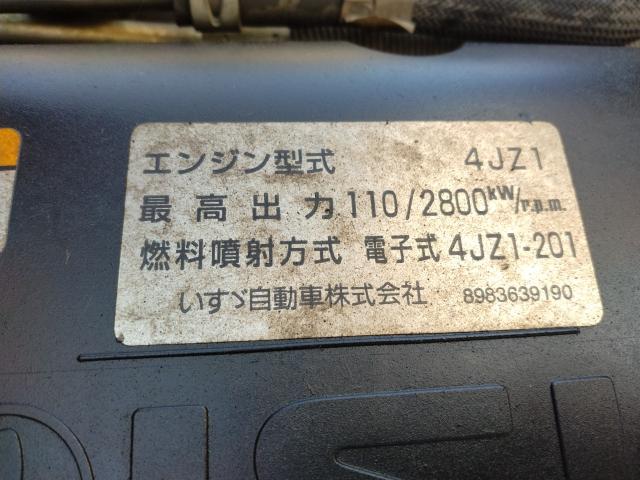 エンジン型式 4JZ1
最高出力 110/2800kW/r.p.m.
燃料噴射方式 電子式 4JZ1-201
いすゞ自動車株式会社 8983639190